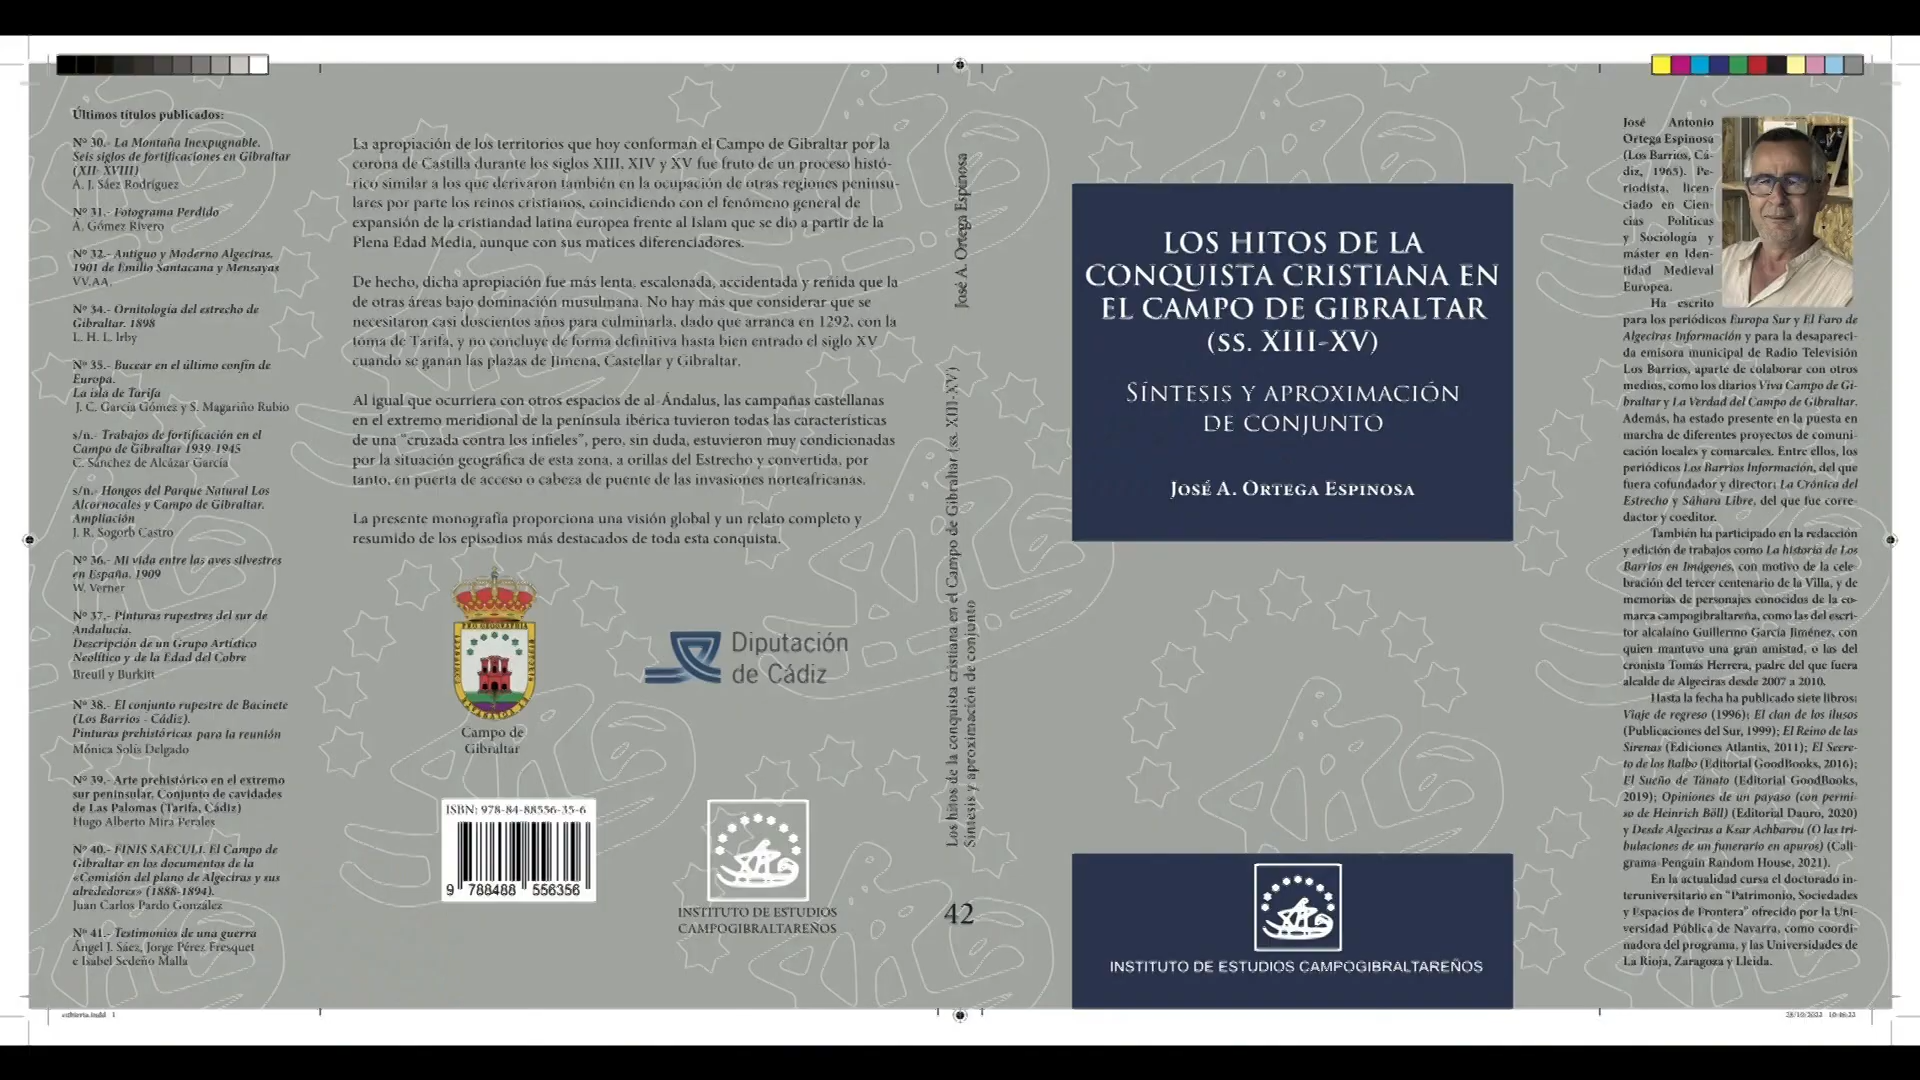 Últimos títulos publicados:
Nº 30.- La Montaña Inexpugnable.
Seis siglos de fortificaciones en Gibraltar
(XII- XVIII)
A. J. Sáez Rodríguez
Nº 31.- Fotograma Perdido
Á. Gómez Rivero
Nº 32.- Antiguo y Moderno Algeciras.
1901 de Emilio Santacana y Mensayas
VV.AA.
Nº 34.- Ornitología del estrecho de
Gibraltar. 1898
L. H. L. Irby
Nº 35.- Bucear en el último confín de
Europa.
La isla de Tarifa
J. C. García Gómez y S. Magariño Rubio
s/n.- Trabajos de fortificación en el
Campo de Gibraltar 1939-1945
C. Sánchez de Alcázar García
s/n.- Hongos del Parque Natural Los
Alcornocales y Campo de Gibraltar.
Ampliación
J. R. Sogorb Castro
Nº 36.- Mi vida entre las aves silvestres
en España. 1909
W. Verner
Nº 37.- Pinturas rupestres del sur de
Andalucía.
Descripción de un Grupo Artístico
Neolítico y de la Edad del Cobre
Breuil y Burkitt
Nº 38.- El conjunto rupestre de Bacinete
(Los Barrios - Cádiz).
Pinturas prehistóricas para la reunión
Mónica Solís Delgado
Nº 39.- Arte prehistórico en el extremo
sur peninsular. Conjunto de cavidades
de Las Palomas (Tarifa, Cádiz)
Hugo Alberto Mira Perales
Nº 40.- FINIS SAECULI. El Campo de
Gibraltar en los documentos de la
«Comisión del plano de Algeciras y sus
alrededores» (1888-1894).
Juan Carlos Pardo González
Nº 41.- Testimonios de una guerra
Ángel J. Sáez, Jorge Pérez Fresquet
e Isabel Sedeño Malla
La apropiación de los territorios que hoy conforman el Campo de Gibraltar por la
corona de Castilla durante los siglos XIII, XIV y XV fue fruto de un proceso histó-
rico similar a los que derivaron también en la ocupación de otras regiones peninsu-
lares por parte los reinos cristianos, coincidiendo con el fenómeno general de
expansión de la cristiandad latina europea frente al Islam que se dio a partir de la
Plena Edad Media, aunque con sus matices diferenciadores.
De hecho, dicha apropiación fue más lenta, escalonada, accidentada y reñida que la
de otras áreas bajo dominación musulmana. No hay más que considerar que se
necesitaron casi doscientos años para culminarla, dado que arranca en 1292, con la
toma de Tarifa, y no concluye de forma definitiva hasta bien entrado el siglo XV
cuando se ganan las plazas de Jimena, Castellar y Gibraltar.
Al igual que ocurriera con otros espacios de al-Ándalus, las campañas castellanas
en el extremo meridional de la península ibérica tuvieron todas las características
de una "cruzada contra los infieles", pero, sin duda, estuvieron muy condicionadas
por la situación geográfica de esta zona, a orillas del Estrecho y convertida, por
tanto, en puerta de acceso o cabeza de puente de las invasiones norteafricanas.
La presente monografía proporciona una visión global y un relato completo y
resumido de los episodios más destacados de toda esta conquista.
Campo de
Gibraltar
Diputación
de Cádiz
ISBN: 978-84-88556-35-6
9 788488 556356
INSTITUTO DE ESTUDIOS
CAMPOGIBRALTAREÑOS
José A. Ortega Espinosa
Los hitos de la conquista cristiana en el Campo de Gibraltar (ss. XIII-XV)
Síntesis y aproximación de conjunto
42
LOS HITOS DE LA
CONQUISTA CRISTIANA EN
EL CAMPO DE GIBRALTAR
(SS. XIII-XV)
SÍNTESIS Y APROXIMACIÓN
DE CONJUNTO
JOSÉ A. ORTEGA ESPINOSA
INSTITUTO DE ESTUDIOS CAMPOGIBRALTAREÑOS
José Antonio
Ortega Espinosa
(Los Barrios, Cá-
diz, 1965). Pe-
riodista, licen-
ciado en Cien-
cias Políticas
y Sociología y
máster en Iden-
tidad Medieval
Europea.
Ha escrito
para los periódicos Europa Sur y El Faro de
Algeciras Información y para la desapareci-
da emisora municipal de Radio Televisión
Los Barrios, aparte de colaborar con otros
medios, como los diarios Viva Campo de Gi-
braltar y La Verdad del Campo de Gibraltar.
Además, ha estado presente en la puesta en
marcha de diferentes proyectos de comuni-
cación locales y comarcales. Entre ellos, los
periódicos Los Barrios Información, del que
fuera cofundador y director; La Crónica del
Estrecho y Sáhara Libre, del que fue corre-
dactor y coeditor.
También ha participado en la redacción
y edición de trabajos como La historia de Los
Barrios en Imágenes, con motivo de la cele-
bración del tercer centenario de la Villa, y de
memorias de personajes conocidos de la co-
marca campogibraltareña, como las del escri-
tor alcalaíno Guillermo García Jiménez, con
quien mantuvo una gran amistad, o las del
cronista Tomás Herrera, padre del que fuera
alcalde de Algeciras desde 2007 a 2010.
Hasta la fecha ha publicado siete libros:
Viaje de regreso (1996); El clan de los ilusos
(Publicaciones del Sur, 1999); El Reino de las
Sirenas (Ediciones Atlantis, 2011); El Secre-
to de los Balbo (Editorial GoodBooks, 2016);
El Sueño de Tánato (Editorial GoodBooks,
2019); Opiniones de un payaso (con permi-
so de Heinrich Böll) (Editorial Dauro, 2020)
y Desde Algeciras a Ksar Achbarou (O las tri-
bulaciones de un funerario en apuros) (Cali-
grama-Penguin Random House, 2021).
En la actualidad cursa el doctorado in-
teruniversitario en "Patrimonio, Sociedades
y Espacios de Frontera" ofrecido por la Uni-
versidad Pública de Navarra, como coordi-
nadora del programa, y las Universidades de
La Rioja, Zaragoza y Lleida.
cubierta.indd 1